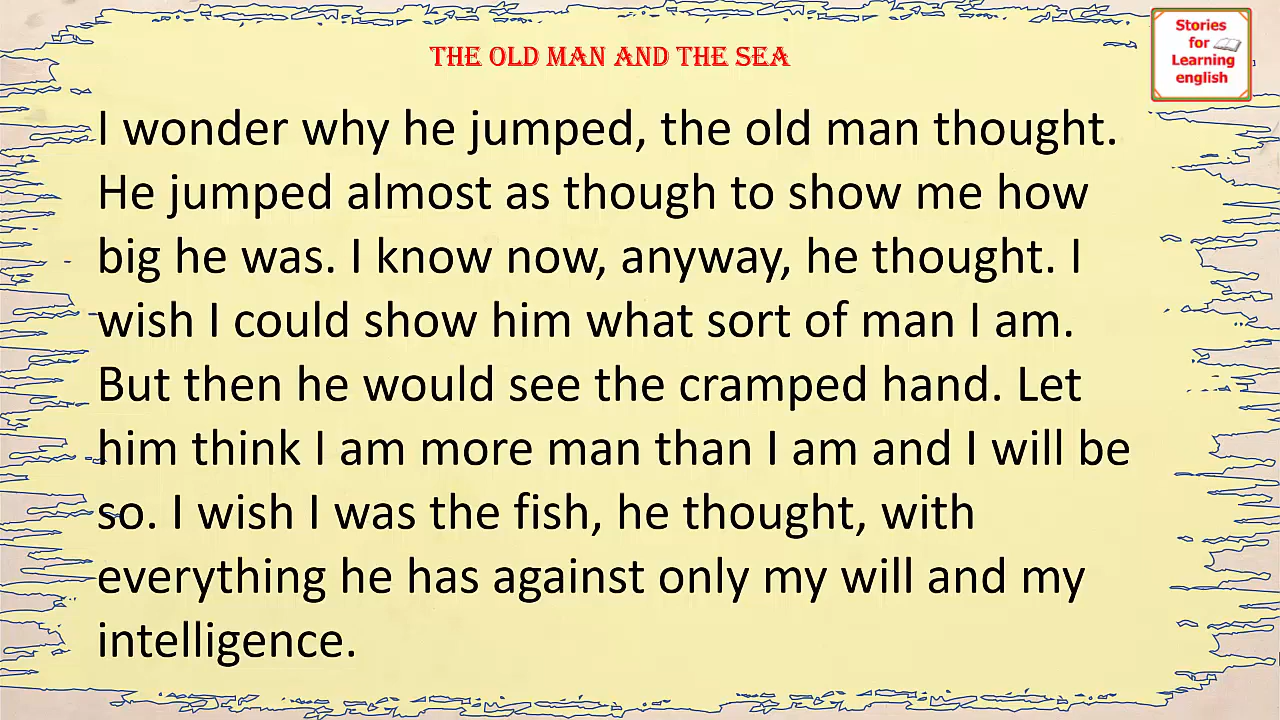 THE OLD MAN AND THE SEA
Stories
for
Learning
english
I wonder why he jumped, the old man thought.
He jumped almost as though to show me how
big he was. I know now, anyway, he thought. I
wish I could show him what sort of man I am.
But then he would see the cramped hand. Let
him think I am more man than I am and I will be
so. I wish I was the fish, he thought, with
everything he has against only my will and my
intelligence.